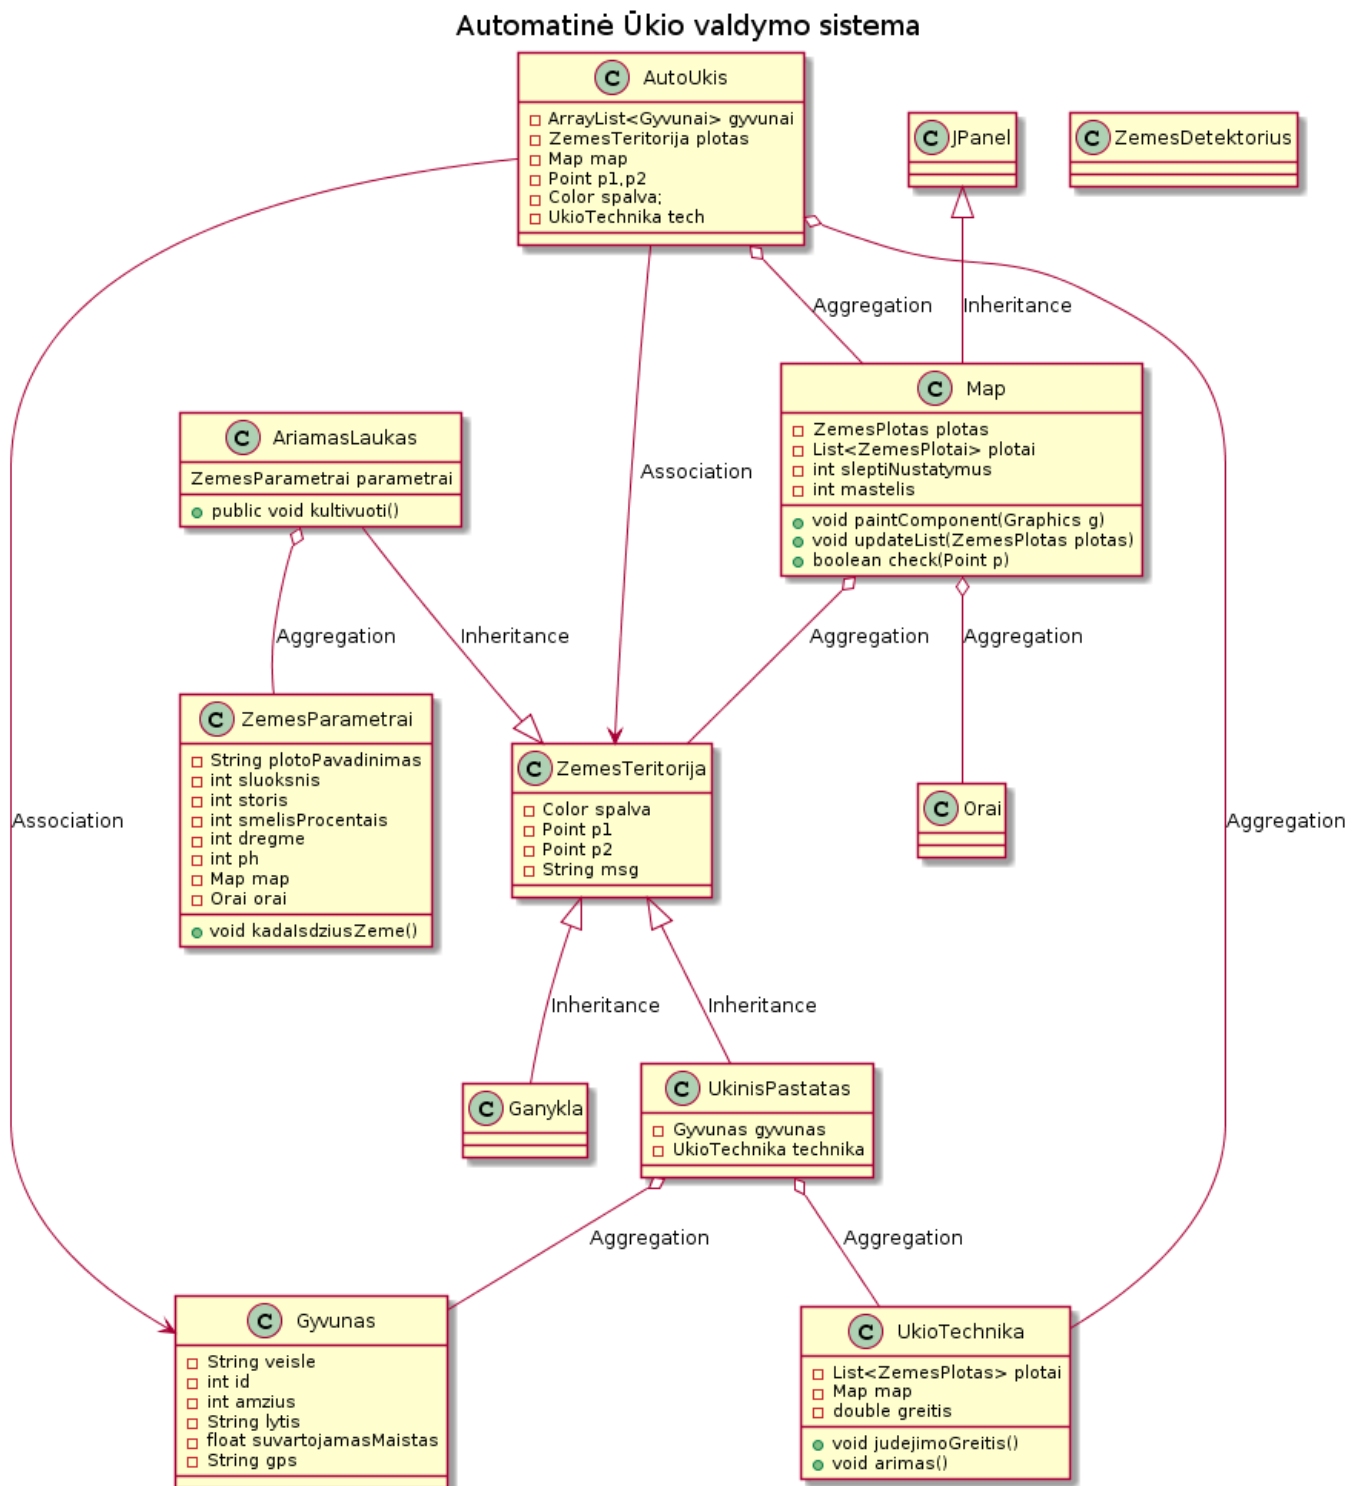 Automatinė Ūkio valdymo sistema
C AutoUkis
ArrayList<Gyvunai> gyvunai
ZemesTeritorija plotas
Map map
Point p1,p2
Color spalva;
UkioTechnika tech
C JPanel
C ZemesDetektorius
Aggregation
Inheritance
C Map
ZemesPlotas plotas
List<ZemesPlotai> plotai
int sleptiNustatymus
int mastelis
void paintComponent(Graphics g)
void updateList(ZemesPlotas plotas)
boolean check(Point p)
C AriamasLaukas
ZemesParametrai parametrai
public void kultivuoti()
Association
Aggregation
Inheritance
Aggregation
Aggregation
C ZemesParametrai
String plotoPavadinimas
int sluoksnis
int storis
int smelisProcentais
int dregme
int ph
Map map
Orai orai
void kadaIsdziusZeme()
C ZemesTeritorija
Color spalva
Point p1
Point p2
String msg
C Orai
Association
Aggregation
Inheritance
Inheritance
C Ganykla
C UkinisPastatas
Gyvunas gyvunas
UkioTechnika technika
Aggregation
Aggregation
C Gyvunas
String veisle
int id
int amzius
String lytis
float suvartojamasMaistas
String gps
C UkioTechnika
List<ZemesPlotas> plotai
Map map
double greitis
void judejimoGreitis()
void arimas()